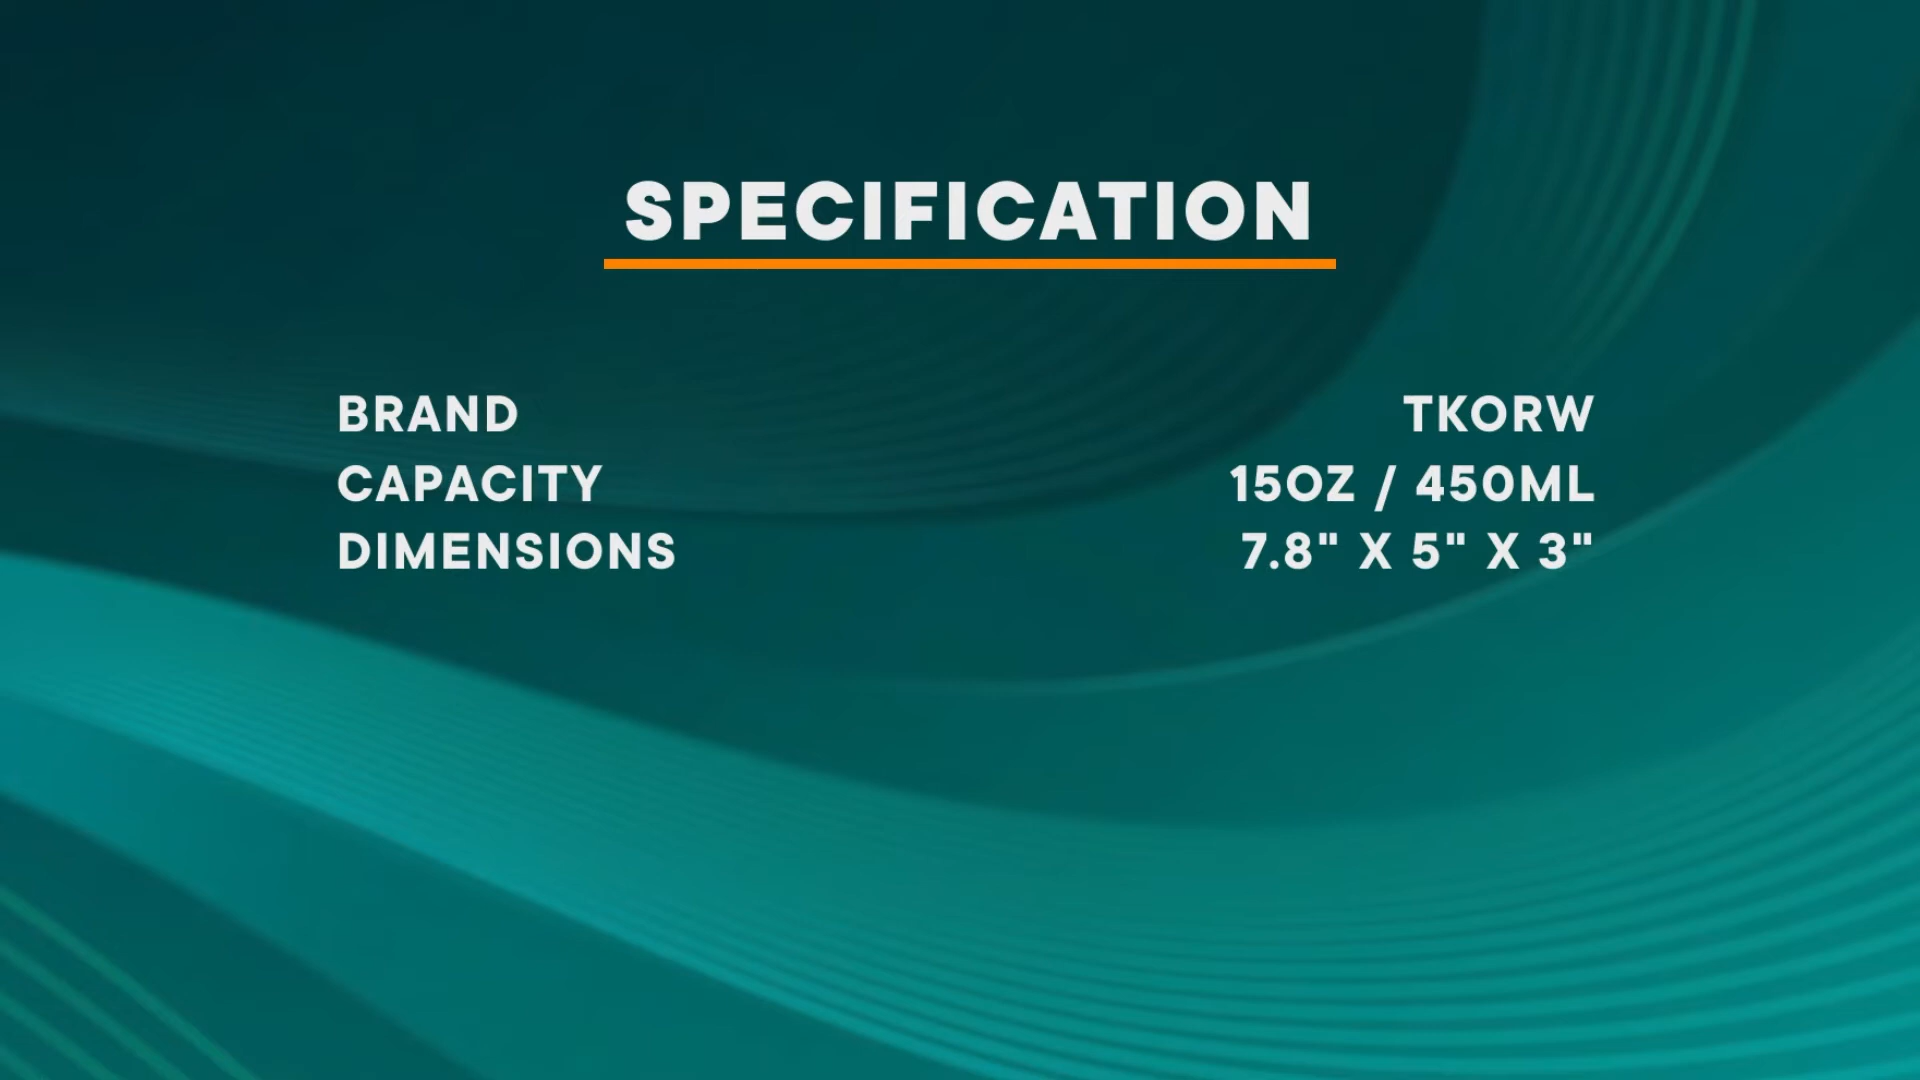 SPECIFICATION
BRAND TKORW
CAPACITY 15OZ / 450ML
DIMENSIONS 7.8" X 5" X 3"